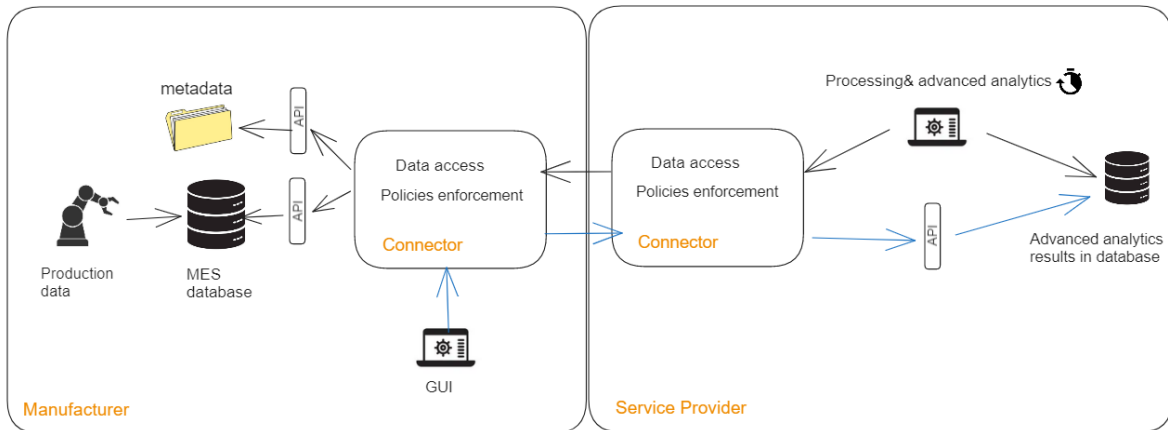 metadata
API
API
Production
data
MES
database
Data access
Policies enforcement
Connector
GUI
Manufacturer
Processing& advanced analytics
Data access
Policies enforcement
Connector
API
Advanced analytics
results in database
Service Provider